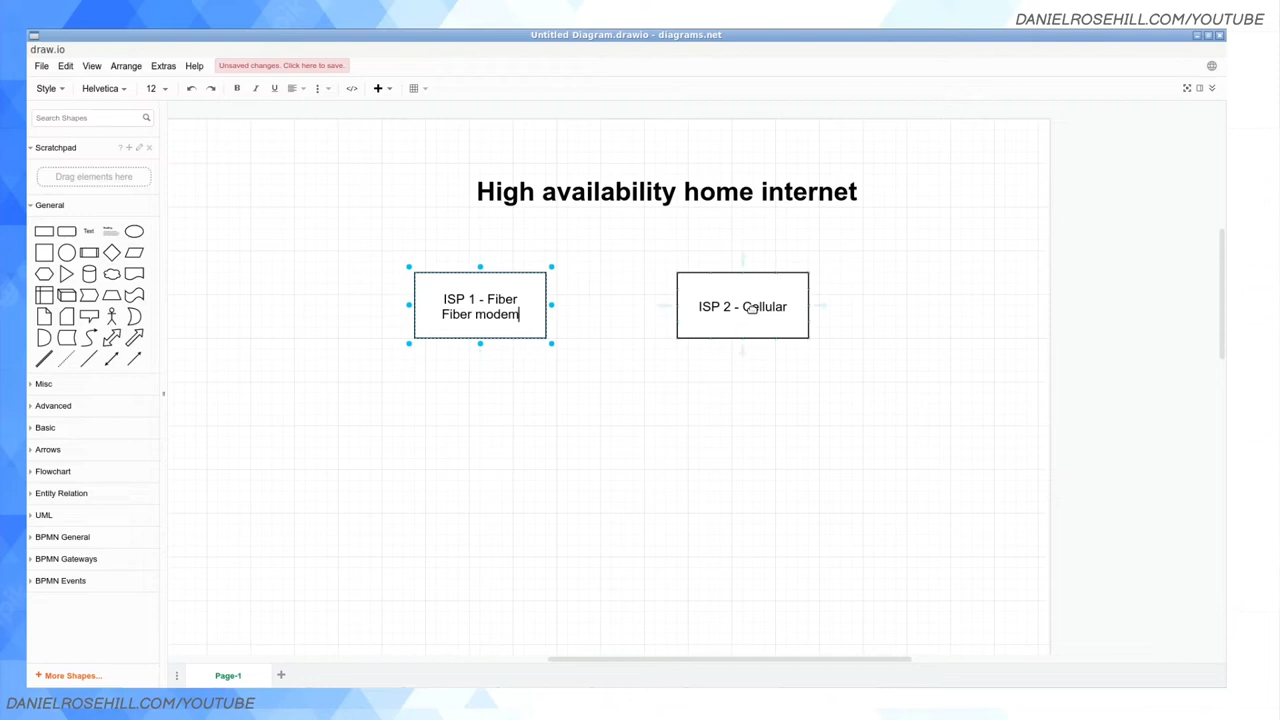 DANIELROSEHILL.COM/YOUTUBE
Untitled Diagram.drawio - diagrams.net
draw.io
File Edit View Arrange Extras Help Unsaved changes. Click here to save.
Style Helvetica 12
Search Shapes
Scratchpad
Drag elements here
General
Text
Misc
Advanced
Basic
Arrows
Flowchart
Entity Relation
UML
BPMN General
BPMN Gateways
BPMN Events
+ More Shapes...
High availability home internet
ISP 1 - Fiber
Fiber modem
ISP 2 - Cellular
Page-1
DANIELROSEHILL.COM/YOUTUBE